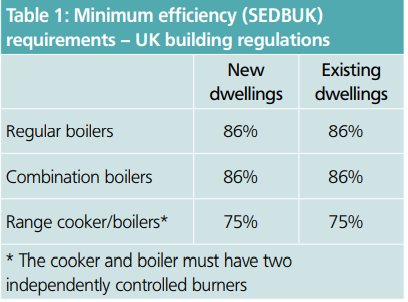 Table 1: Minimum efficiency (SEDBUK)
requirements – UK building regulations
New dwellings Existing dwellings
Regular boilers 86% 86%
Combination boilers 86% 86%
Range cooker/boilers* 75% 75%
* The cooker and boiler must have two
independently controlled burners